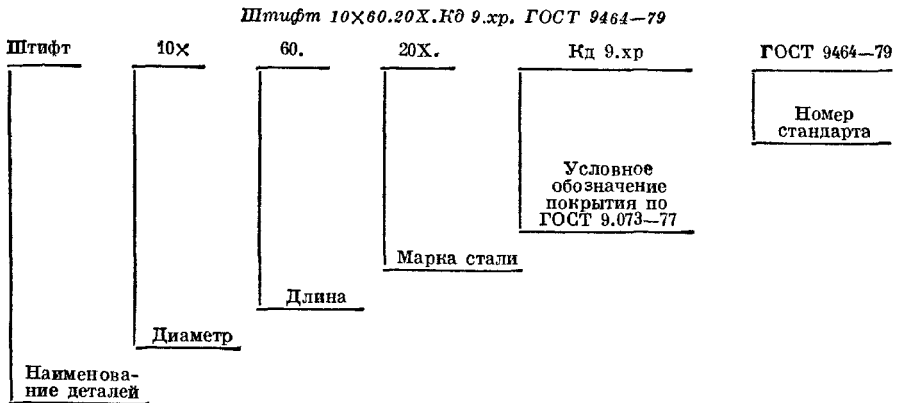 Штифт 10×60.20Х.Кд 9.хр. ГОСТ 9464—79
Штифт 10× 60. 20Х. Кд 9.хр ГОСТ 9464—79
Номер
стандарта
Условное
обозначение
покрытия по
ГОСТ 9.073—77
Марка стали
Длина
Диаметр
Наименова-
ние деталей